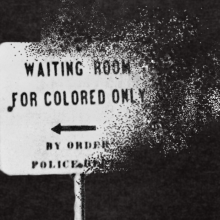 WAITING ROOM
FOR COLORED ONLY
BY ORDER
POLICE